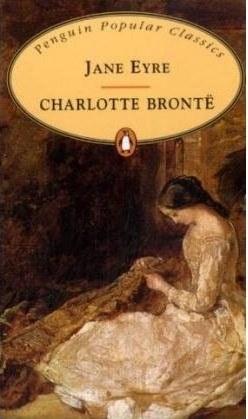 Penguin Popular Classics
JANE EYRE
CHARLOTTE BRONTË